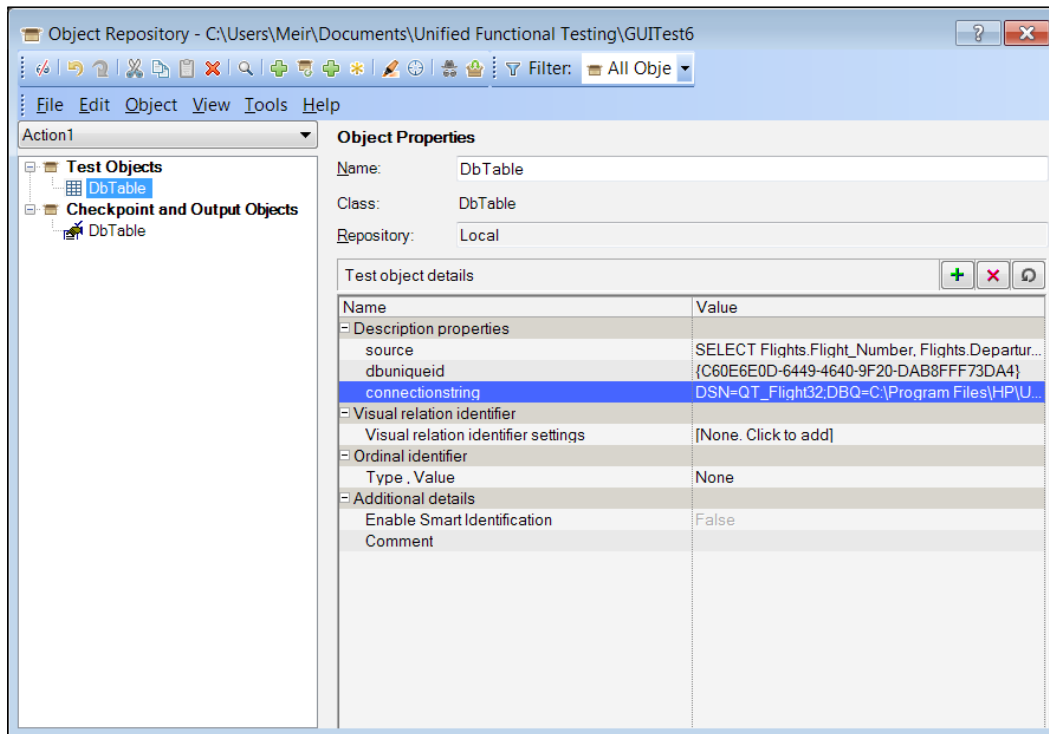 Object Repository - C:\Users\Meir\Documents\Unified Functional Testing\GUITest6
Filter: All Obje
File Edit Object View Tools Help
Action1
Test Objects
DbTable
Checkpoint and Output Objects
DbTable
Object Properties
Name: DbTable
Class: DbTable
Repository: Local
Test object details
Name Value
Description properties
source SELECT Flights.Flight_Number, Flights.Departur...
dbuniqueid {C60E6E0D-6449-4640-9F20-DAB8FFF73DA4}
connectionstring DSN=QT_Flight32;DBQ=C:\Program Files\HP\U...
Visual relation identifier
Visual relation identifier settings [None. Click to add]
Ordinal identifier
Type , Value None
Additional details
Enable Smart Identification False
Comment